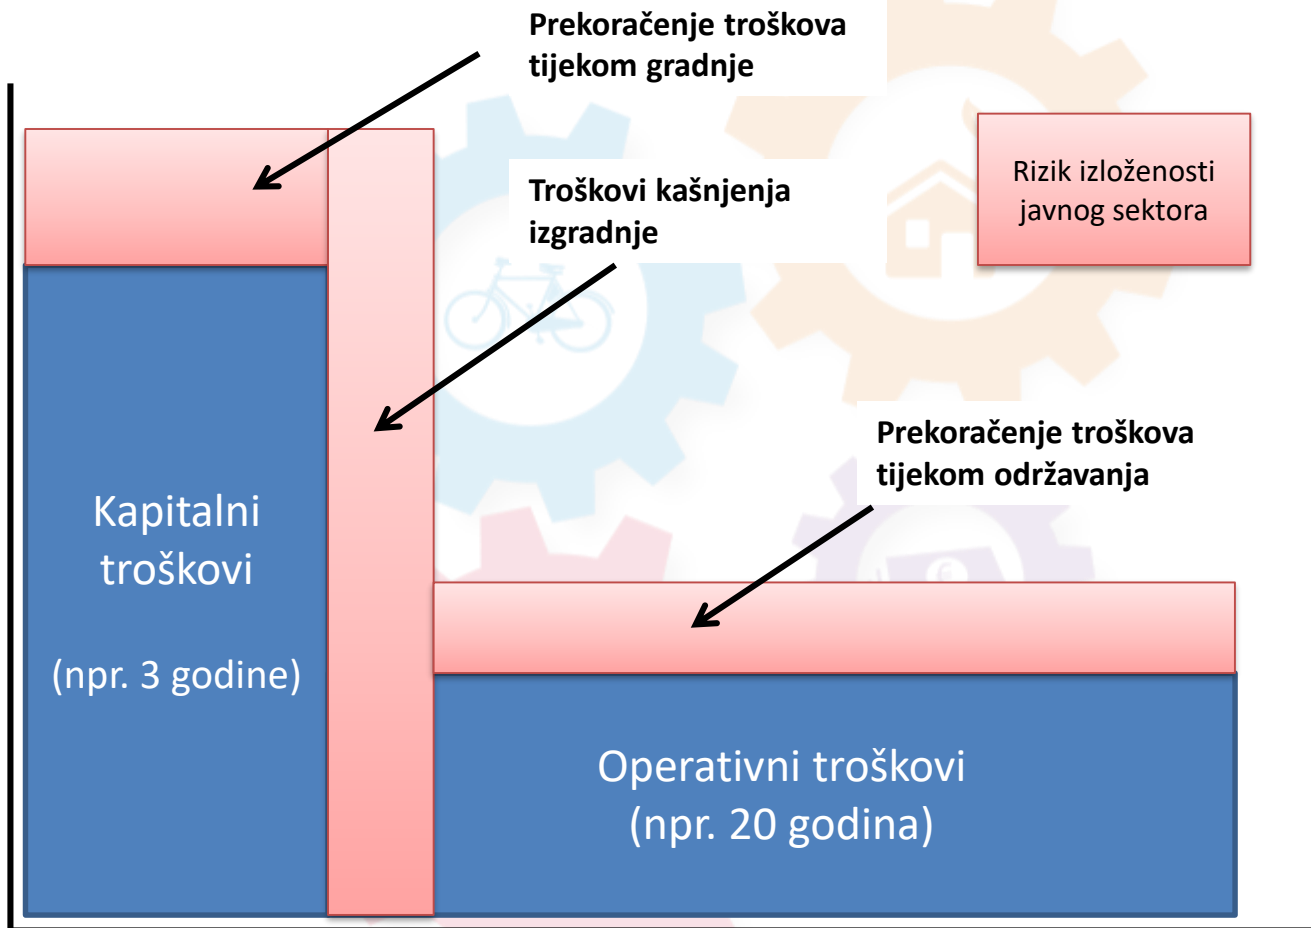 Prekoračenje troškova
tijekom gradnje
Troškovi kašnjenja
izgradnje
Rizik izloženosti
javnog sektora
Prekoračenje troškova
tijekom održavanja
Kapitalni
troškovi
(npr. 3 godine)
Operativni troškovi
(npr. 20 godina)